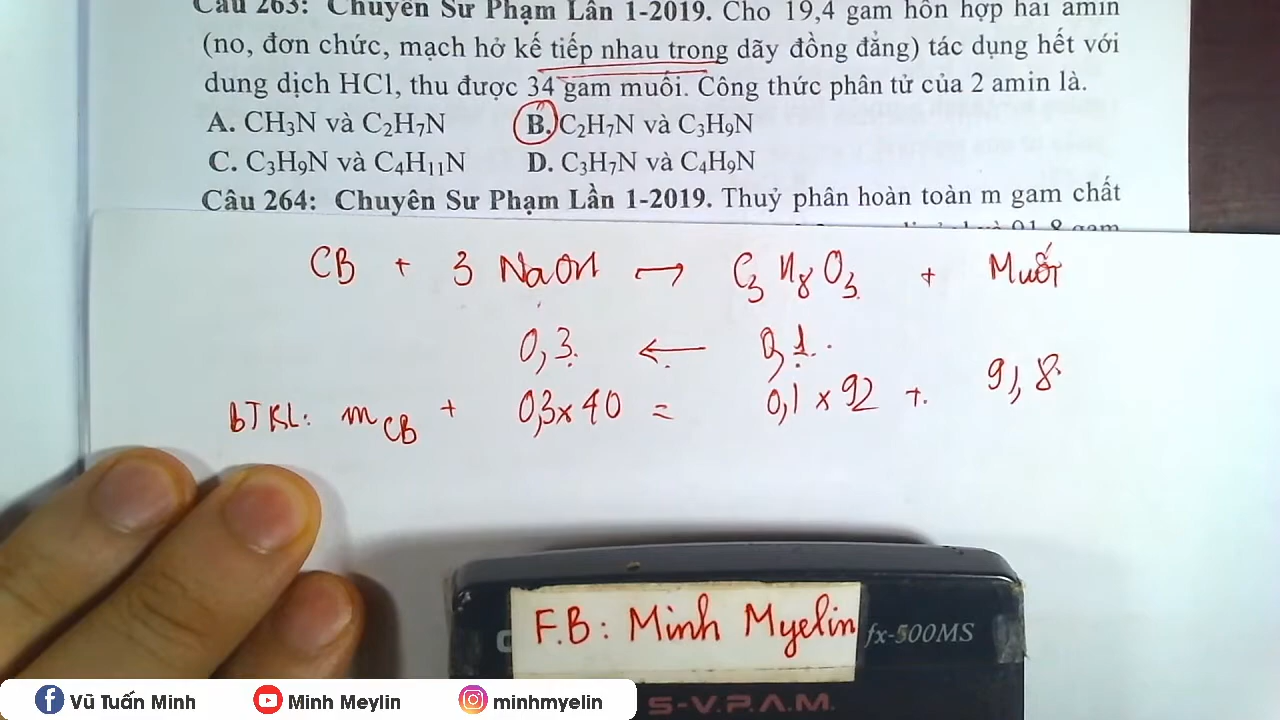 Câu 263: Chuyên Sư Phạm Lần 1-2019. Cho 19,4 gam hỗn hợp hai amin
(no, đơn chức, mạch hở kế tiếp nhau trong dãy đồng đẳng) tác dụng hết với
dung dịch HCl, thu được 34 gam muối. Công thức phân tử của 2 amin là.
A. CH₃N và C₂H₇N B. C₂H₇N và C₃H₉N
C. C₃H₉N và C₄H₁₁N D. C₃H₇N và C₄H₉N
Câu 264: Chuyên Sư Phạm Lần 1-2019. Thuỷ phân hoàn toàn m gam chất
91,8 gam
CB + 3 NaOH → C₃H₈O₃ + Muối
0,3 ← 0,1
BTKL: m_CB + 0,3 x 40 = 0,1 x 92 + 91,8
F.B: Minh Myelin
fx-500MS
S-V.P.A.M.
Vũ Tuấn Minh Minh Meylin minhmyelin